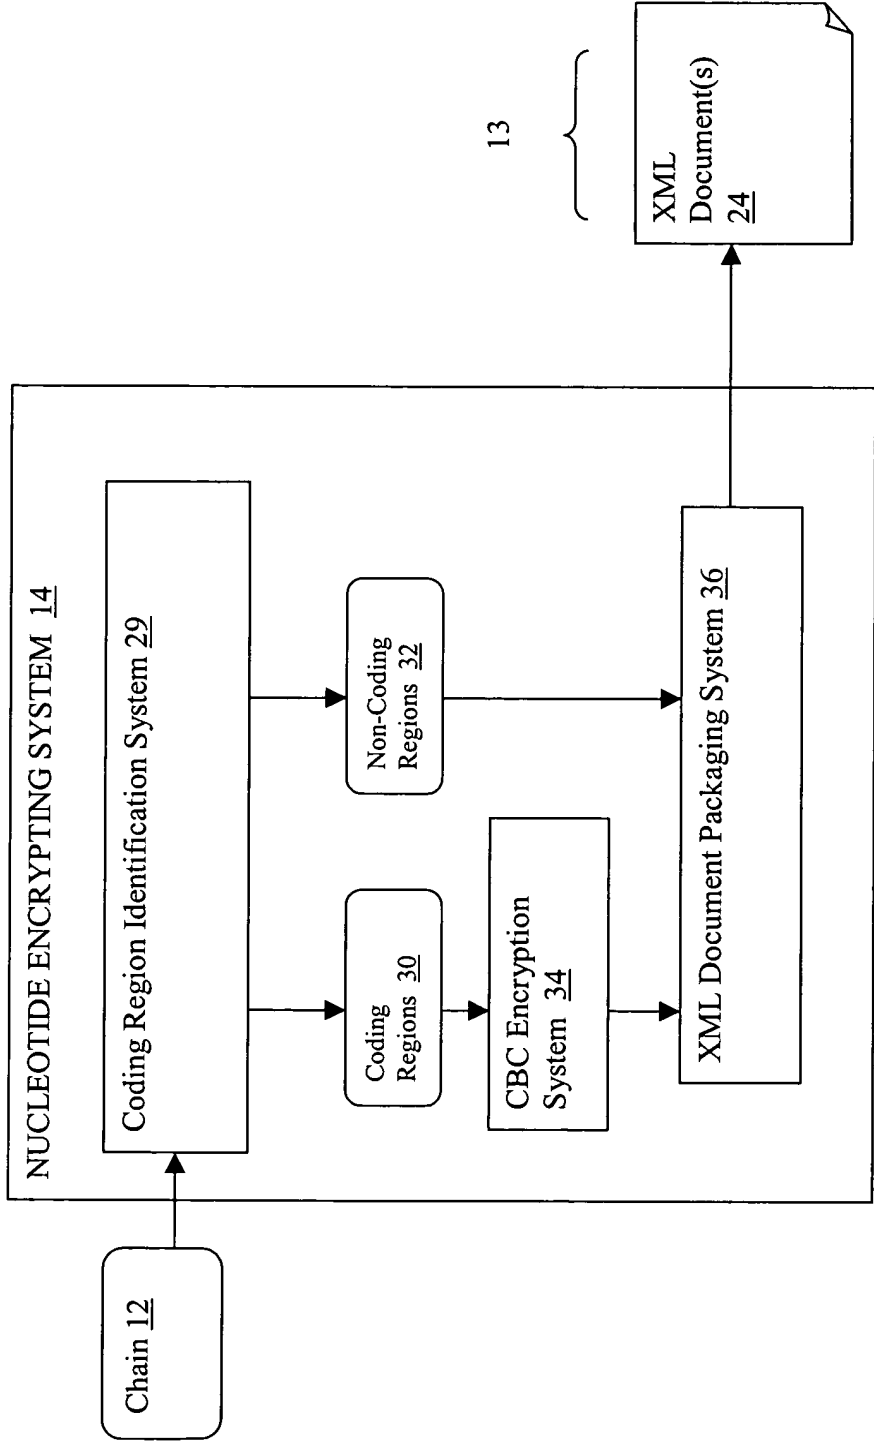 NUCLEOTIDE ENCRYPTING SYSTEM 14
Chain 12
Coding Region Identification System 29
Coding
Regions 30
Non-Coding
Regions 32
CBC Encryption
System 34
XML Document Packaging System 36
13
XML
Document(s)
24